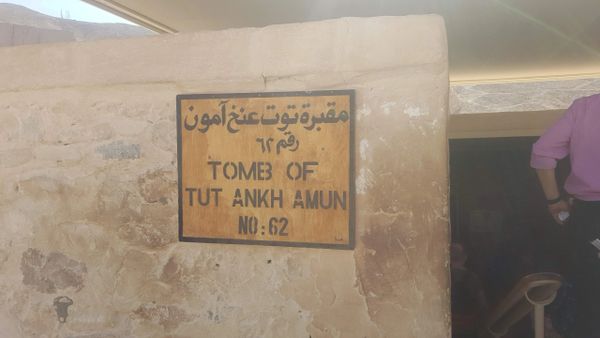 مقبرة توت عنخ آمون
رقم ٦٢
TOMB OF
TUT ANKH AMUN
NO: 62